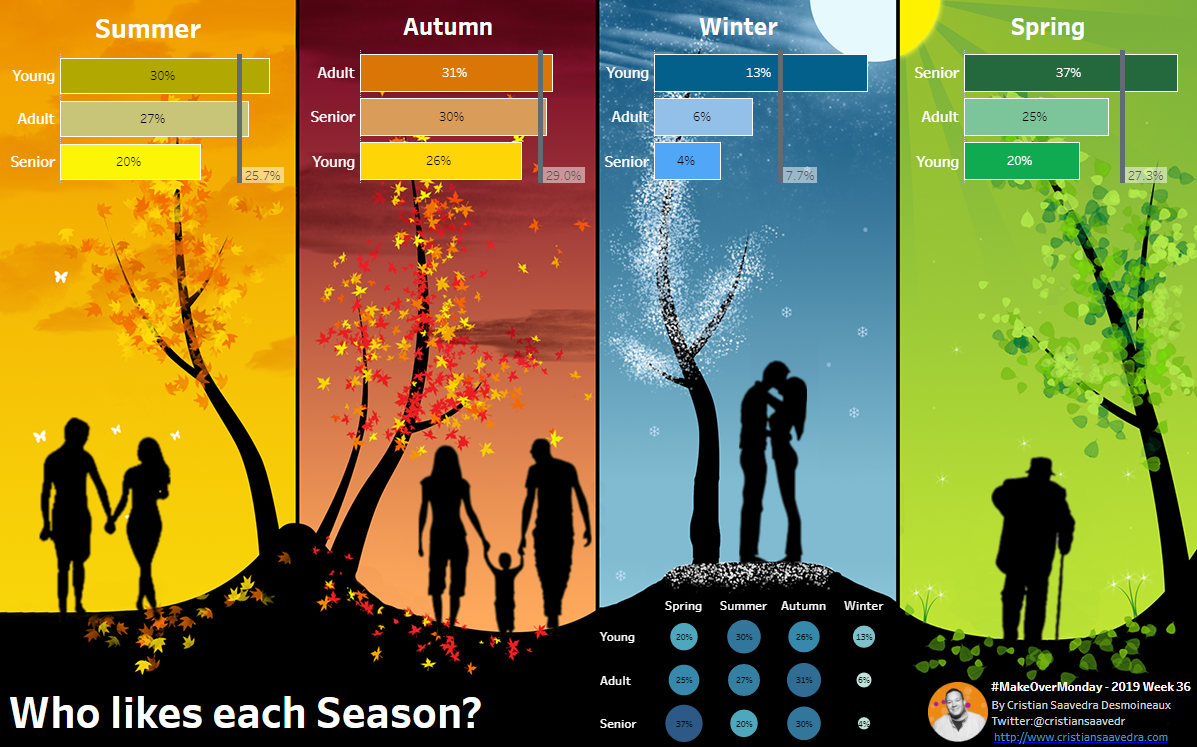 Summer
Young 30%
Adult 27%
Senior 20%
25.7%
Autumn
Adult 31%
Senior 30%
Young 26%
29.0%
Winter
Young 13%
Adult 6%
Senior 4%
7.7%
Spring
Senior 37%
Adult 25%
Young 20%
27.3%
Spring Summer Autumn Winter
Young 20% 30% 26% 13%
Adult 25% 27% 31% 6%
Senior 37% 20% 30% 4%
Who likes each Season?
#MakeOverMonday - 2019 Week 36
By Cristian Saavedra Desmoineaux
Twitter:@cristiansaavedr
http://www.cristiansaavedra.com